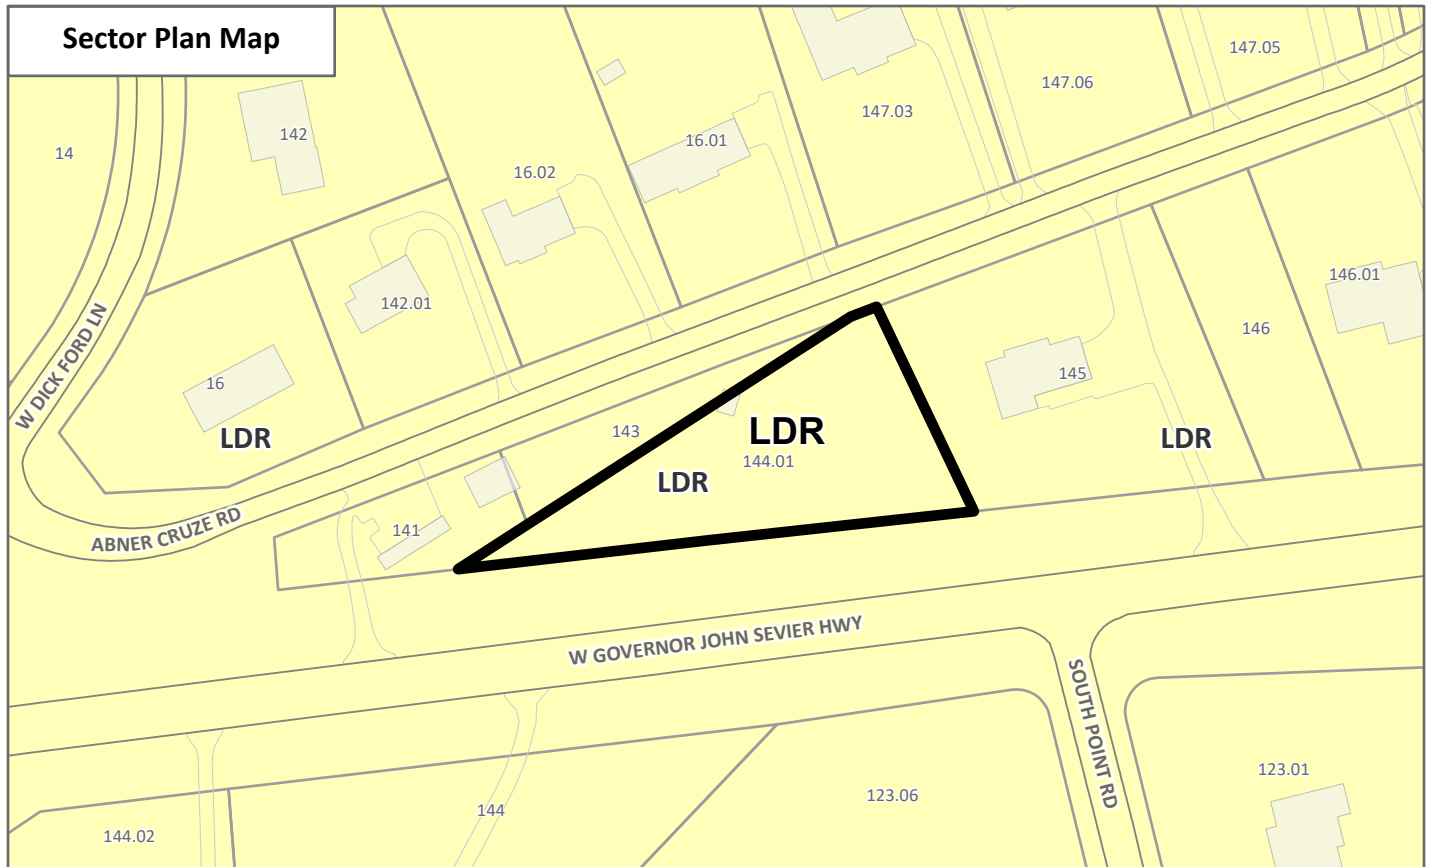 Sector Plan Map
147.05
147.06
147.03
142
16.01
14
16.02
146.01
142.01
146
145
16
W DICK FORD LN
LDR
143
LDR
LDR
144.01
LDR
141
ABNER CRUZE RD
W GOVERNOR JOHN SEVIER HWY
SOUTH POINT RD
123.01
123.06
144
144.02